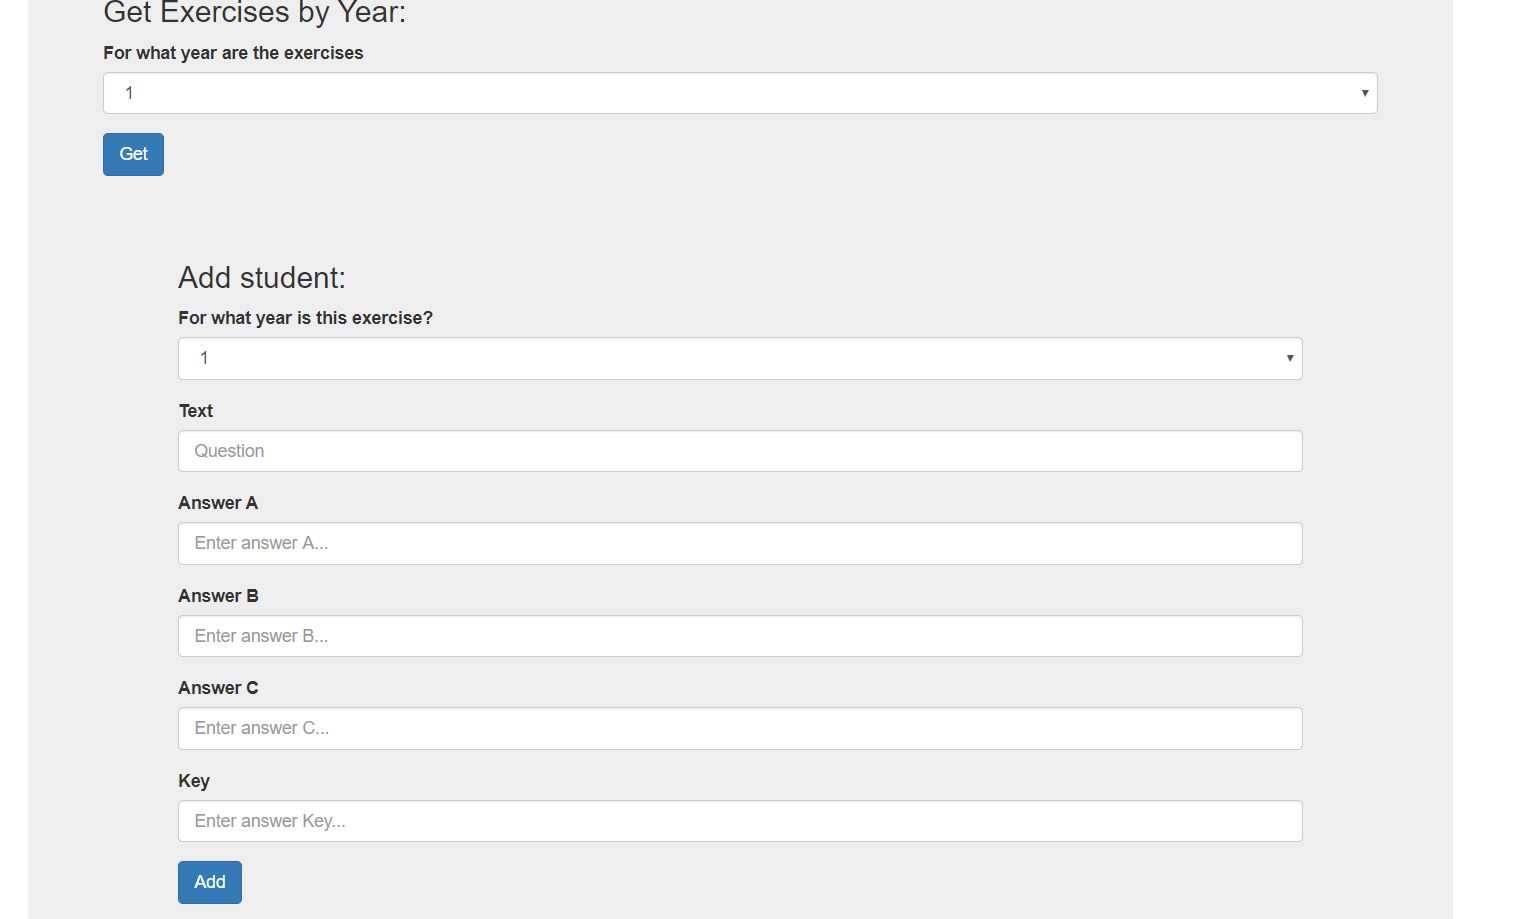 Get Exercises by Year:
For what year are the exercises
1
Get
Add student:
For what year is this exercise?
1
Text
Question
Answer A
Enter answer A...
Answer B
Enter answer B...
Answer C
Enter answer C...
Key
Enter answer Key...
Add